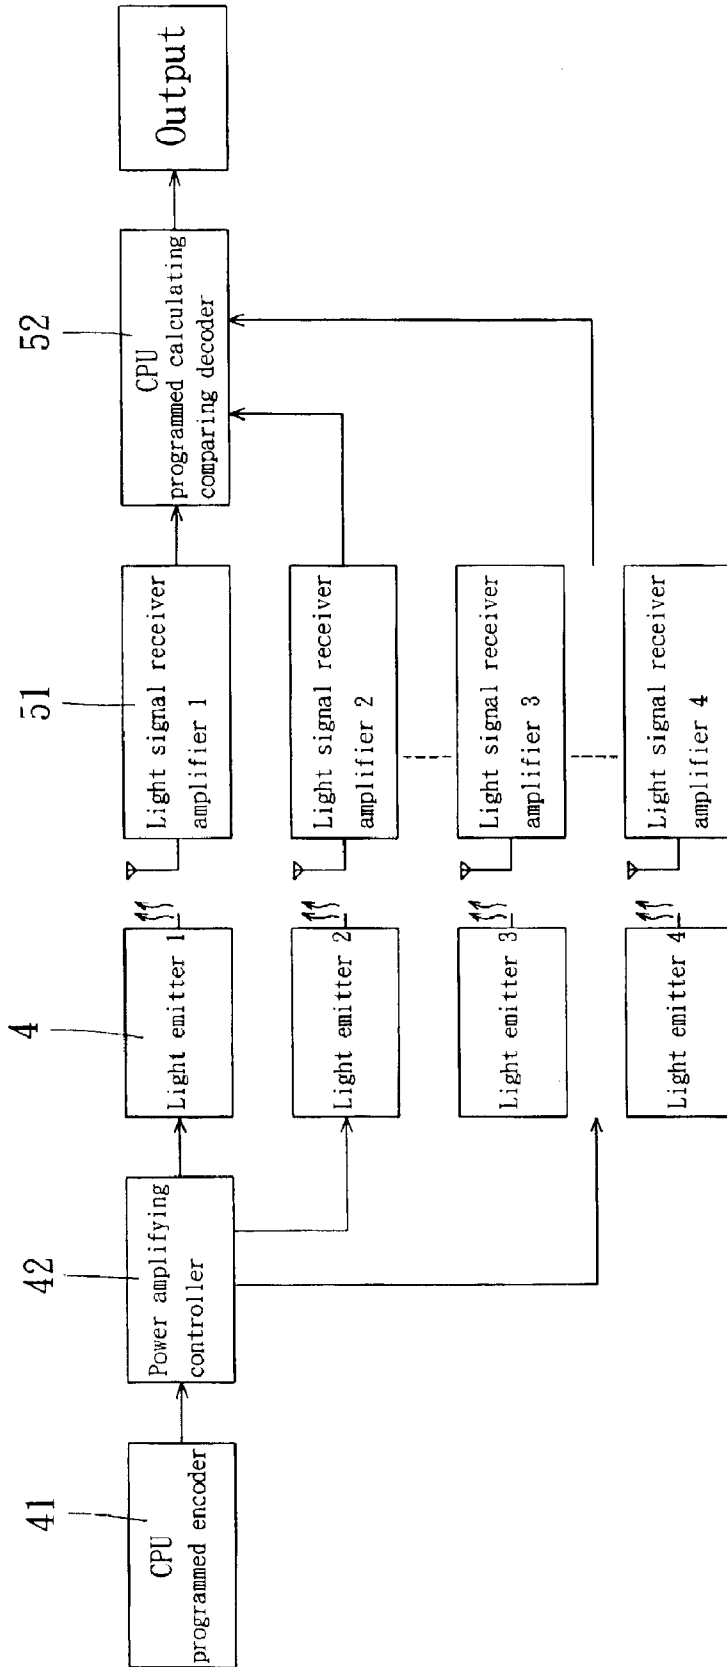 41
CPU
programmed encoder
42
Power amplifying
controller
4
Light emitter 1
Light emitter 2
Light emitter 3
Light emitter 4
51
Light signal receiver
amplifier 1
Light signal receiver
amplifier 2
Light signal receiver
amplifier 3
Light signal receiver
amplifier 4
52
CPU
programmed calculating
comparing decoder
Output